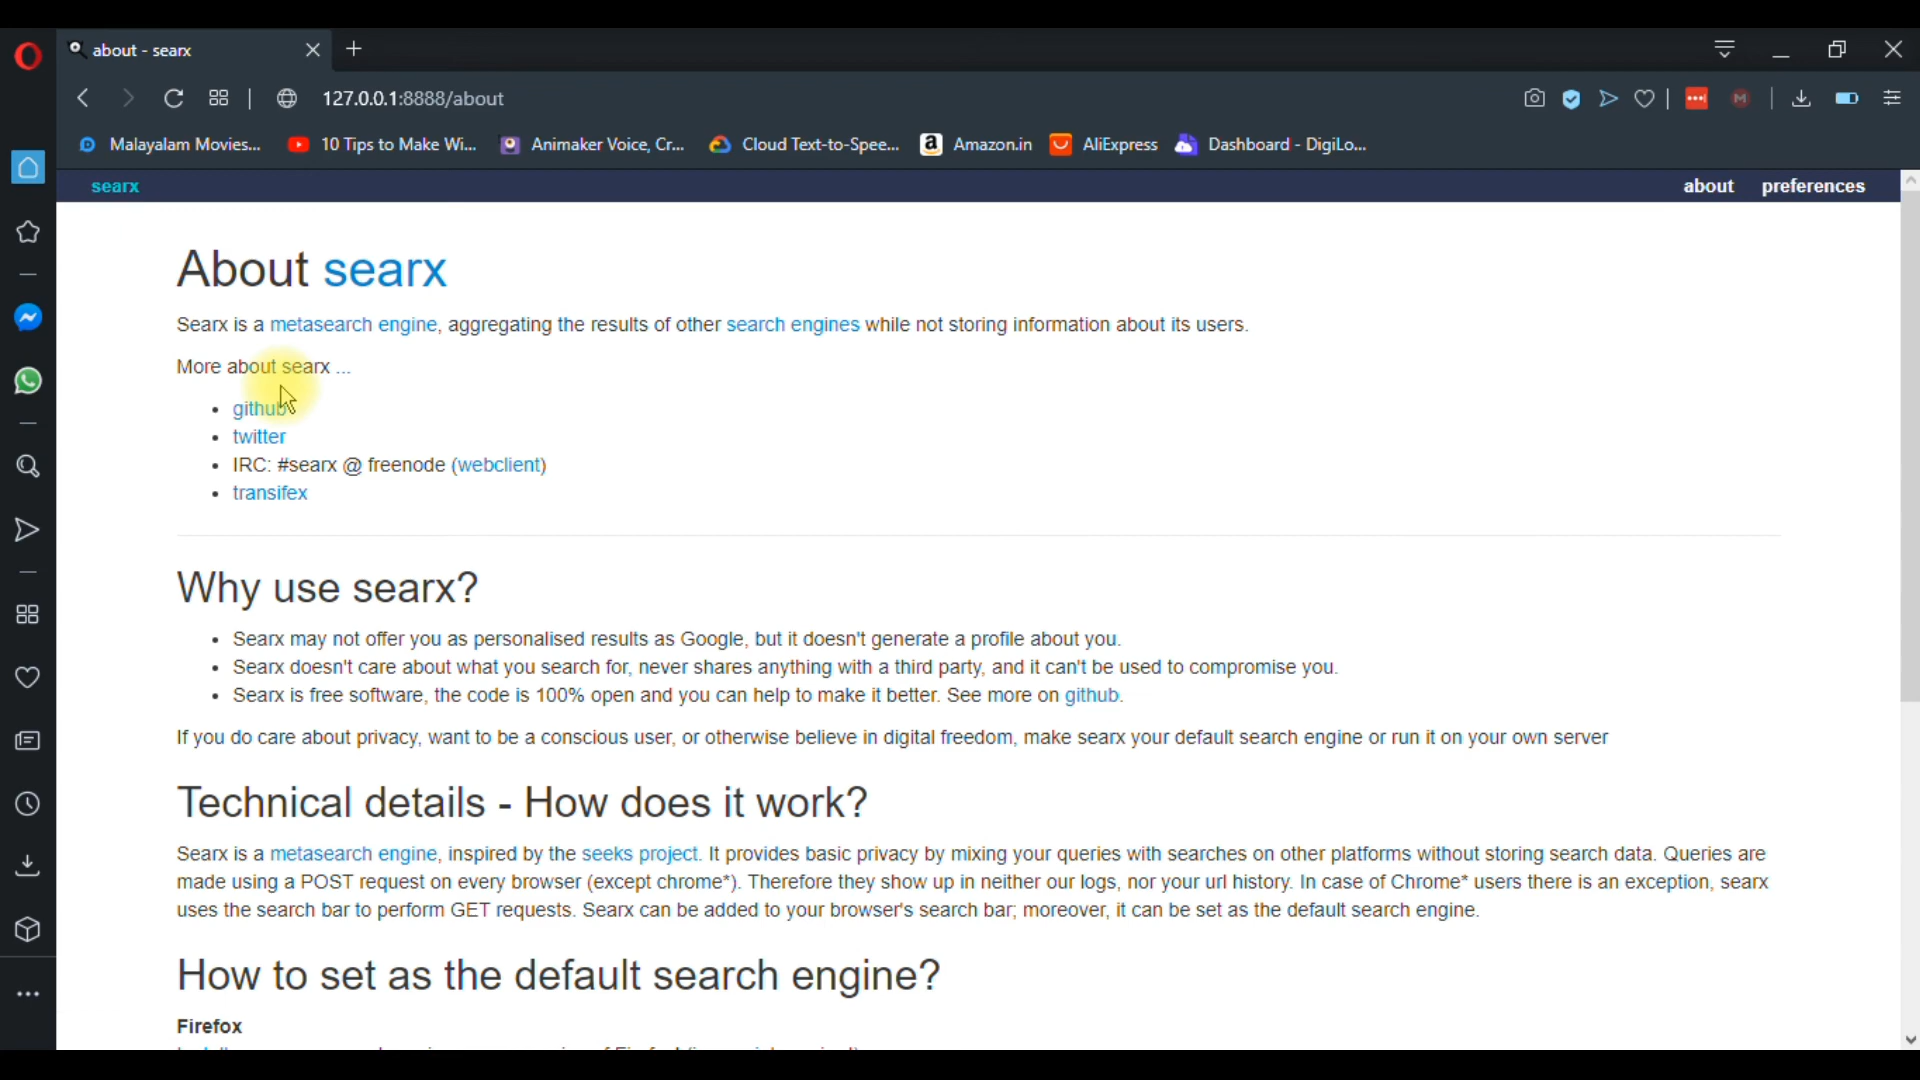 about - searx
127.0.0.1:8888/about
Malayalam Movies... 10 Tips to Make Wi... Animaker Voice, Cr... Cloud Text-to-Spee... Amazon.in AliExpress Dashboard - DigiLo...
searx about preferences
About searx
Searx is a metasearch engine, aggregating the results of other search engines while not storing information about its users.
More about searx ...
• github
• twitter
• IRC: #searx @ freenode (webclient)
• transifex
Why use searx?
• Searx may not offer you as personalised results as Google, but it doesn't generate a profile about you.
• Searx doesn't care about what you search for, never shares anything with a third party, and it can't be used to compromise you.
• Searx is free software, the code is 100% open and you can help to make it better. See more on github.
If you do care about privacy, want to be a conscious user, or otherwise believe in digital freedom, make searx your default search engine or run it on your own server
Technical details - How does it work?
Searx is a metasearch engine, inspired by the seeks project. It provides basic privacy by mixing your queries with searches on other platforms without storing search data. Queries are
made using a POST request on every browser (except chrome*). Therefore they show up in neither our logs, nor your url history. In case of Chrome* users there is an exception, searx
uses the search bar to perform GET requests. Searx can be added to your browser's search bar; moreover, it can be set as the default search engine.
How to set as the default search engine?
Firefox